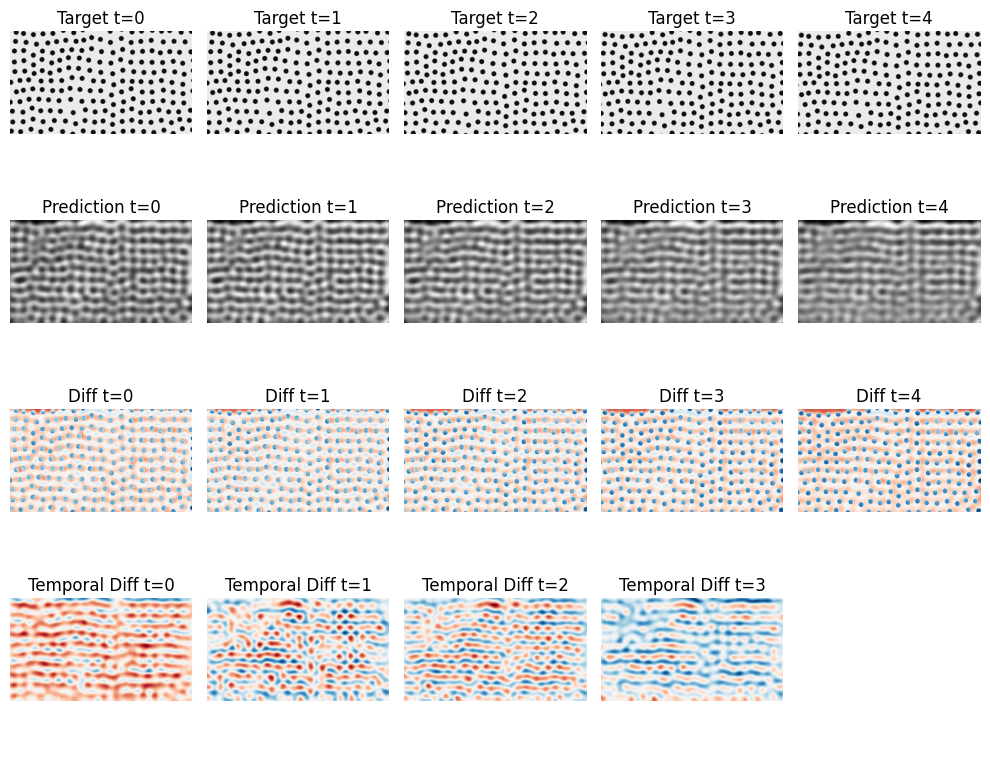 Target t=0
Target t=1
Target t=2
Target t=3
Target t=4
Prediction t=0
Prediction t=1
Prediction t=2
Prediction t=3
Prediction t=4
Diff t=0
Diff t=1
Diff t=2
Diff t=3
Diff t=4
Temporal Diff t=0
Temporal Diff t=1
Temporal Diff t=2
Temporal Diff t=3